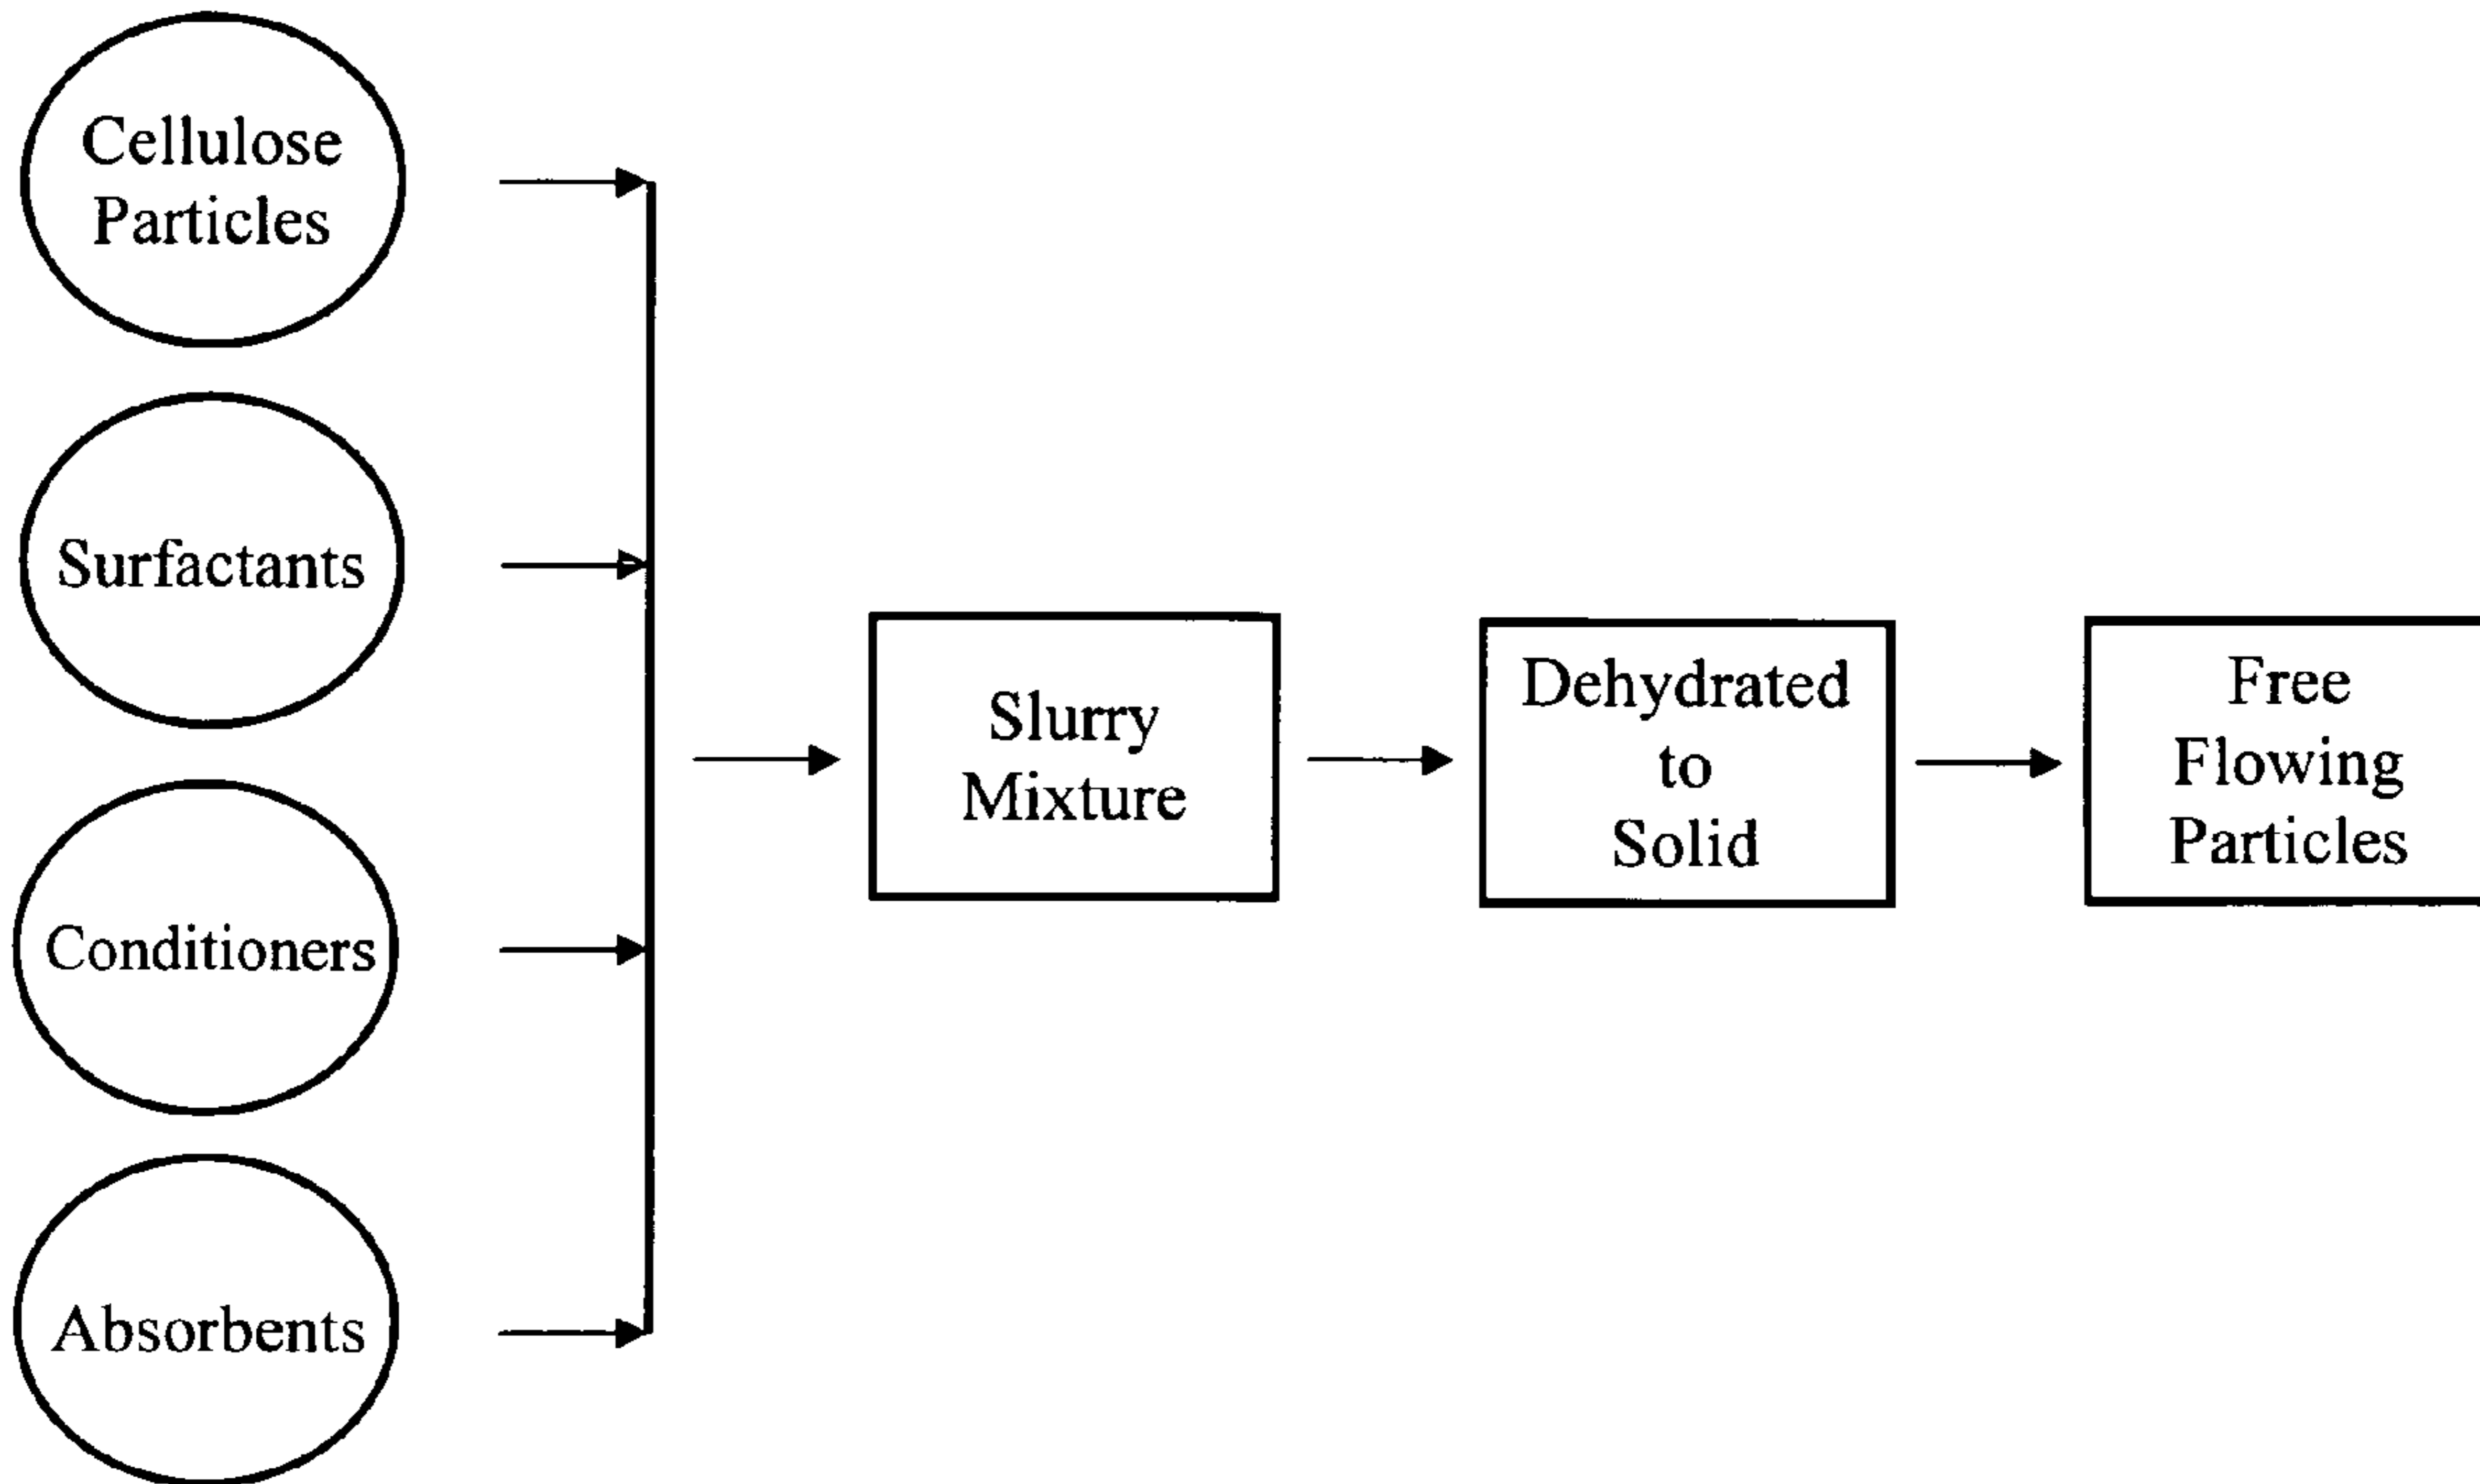 Cellulose
Particles
Surfactants
Conditioners
Absorbents
Slurry
Mixture
Dehydrated
to
Solid
Free
Flowing
Particles